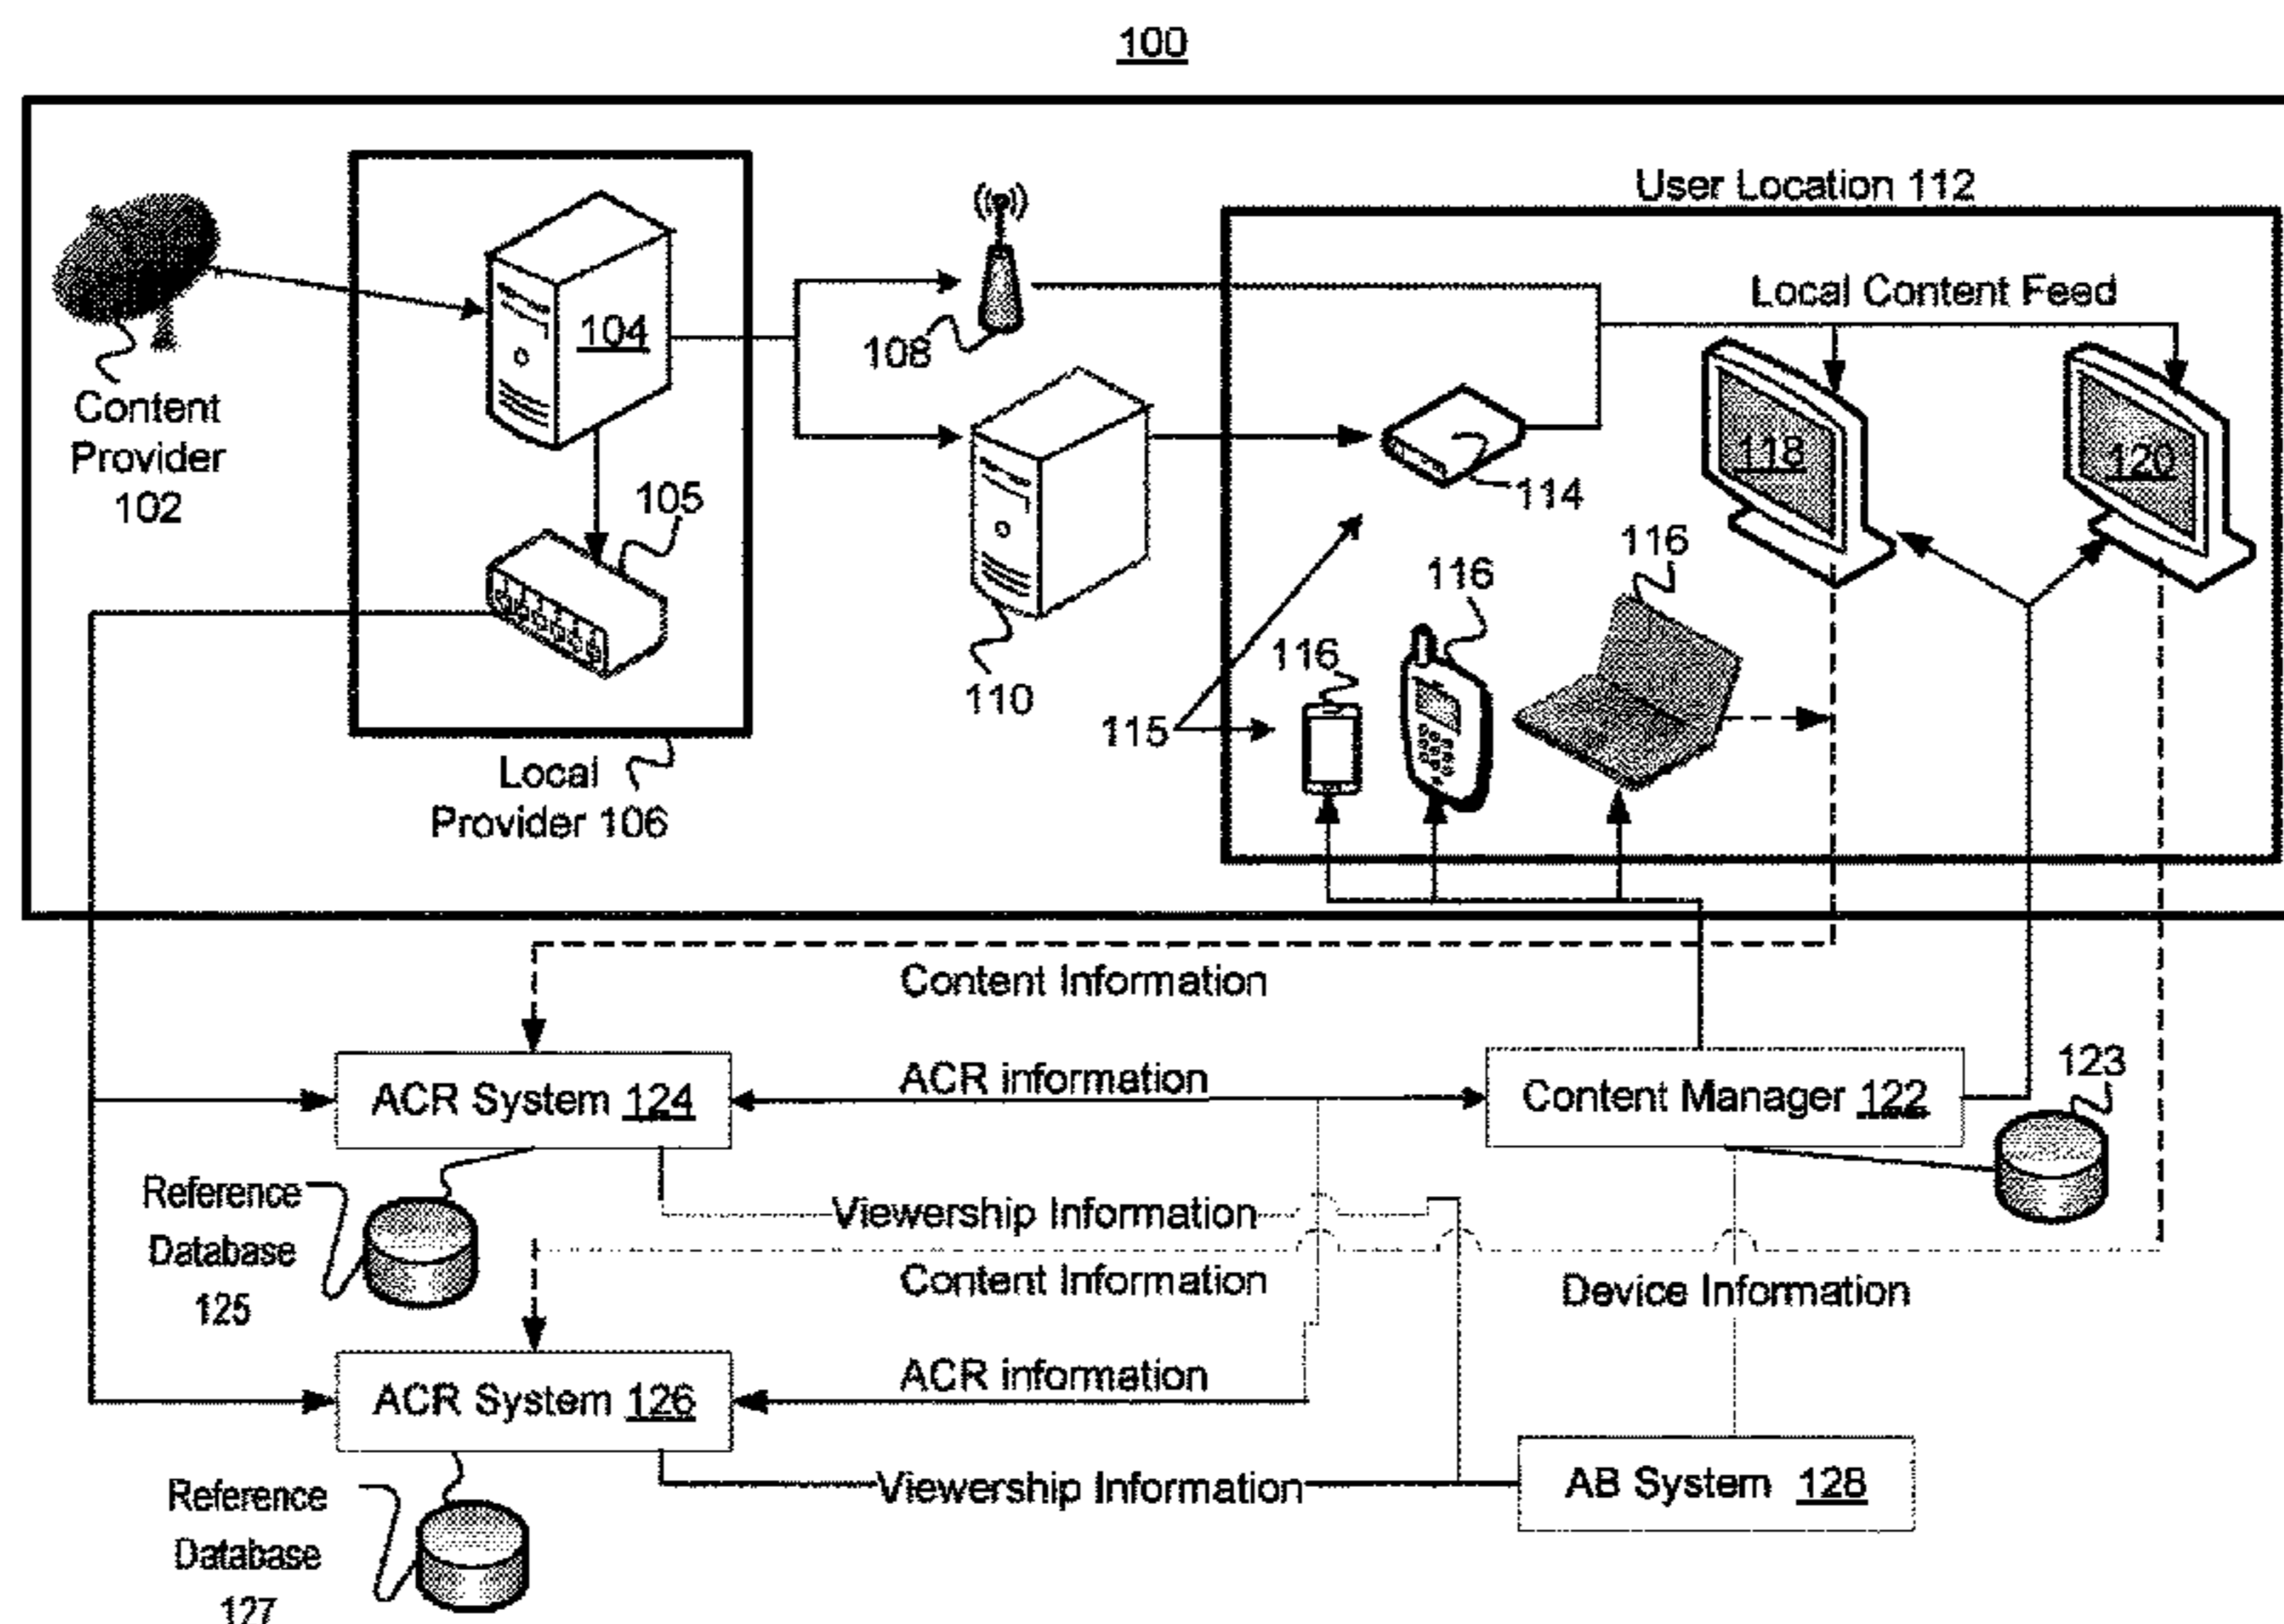 100
User Location 112
Local Content Feed
104
108
118
120
Content
Provider
102
105
114
116
116
116
110
115
Local
Provider 106
Content Information
ACR System 124
ACR information
Content Manager 122
123
Reference
Database
125
Viewership Information
Content Information
Device Information
ACR System 126
ACR information
Viewership Information
AB System 128
Reference
Database
127